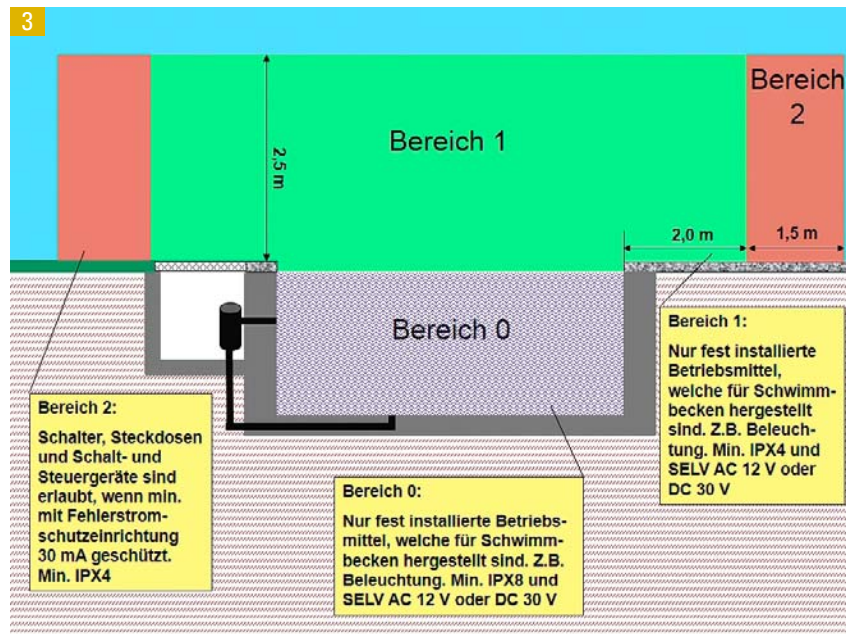 3
Bereich 1
Bereich
2
2,5 m
2,0 m
1,5 m
Bereich 0
Bereich 1:
Nur fest installierte
Betriebsmittel,
welche für Schwimm-
becken hergestellt
sind. Z.B. Beleuch-
tung. Min. IPX4 und
SELV AC 12 V oder
DC 30 V
Bereich 2:
Schalter, Steckdosen
und Schalt- und
Steuergeräte sind
erlaubt, wenn min.
mit Fehlerstrom-
schutzeinrichtung
30 mA geschützt.
Min. IPX4
Bereich 0:
Nur fest installierte Betriebs-
mittel, welche für Schwimm-
becken hergestellt sind. Z.B.
Beleuchtung. Min. IPX8 und
SELV AC 12 V oder DC 30 V